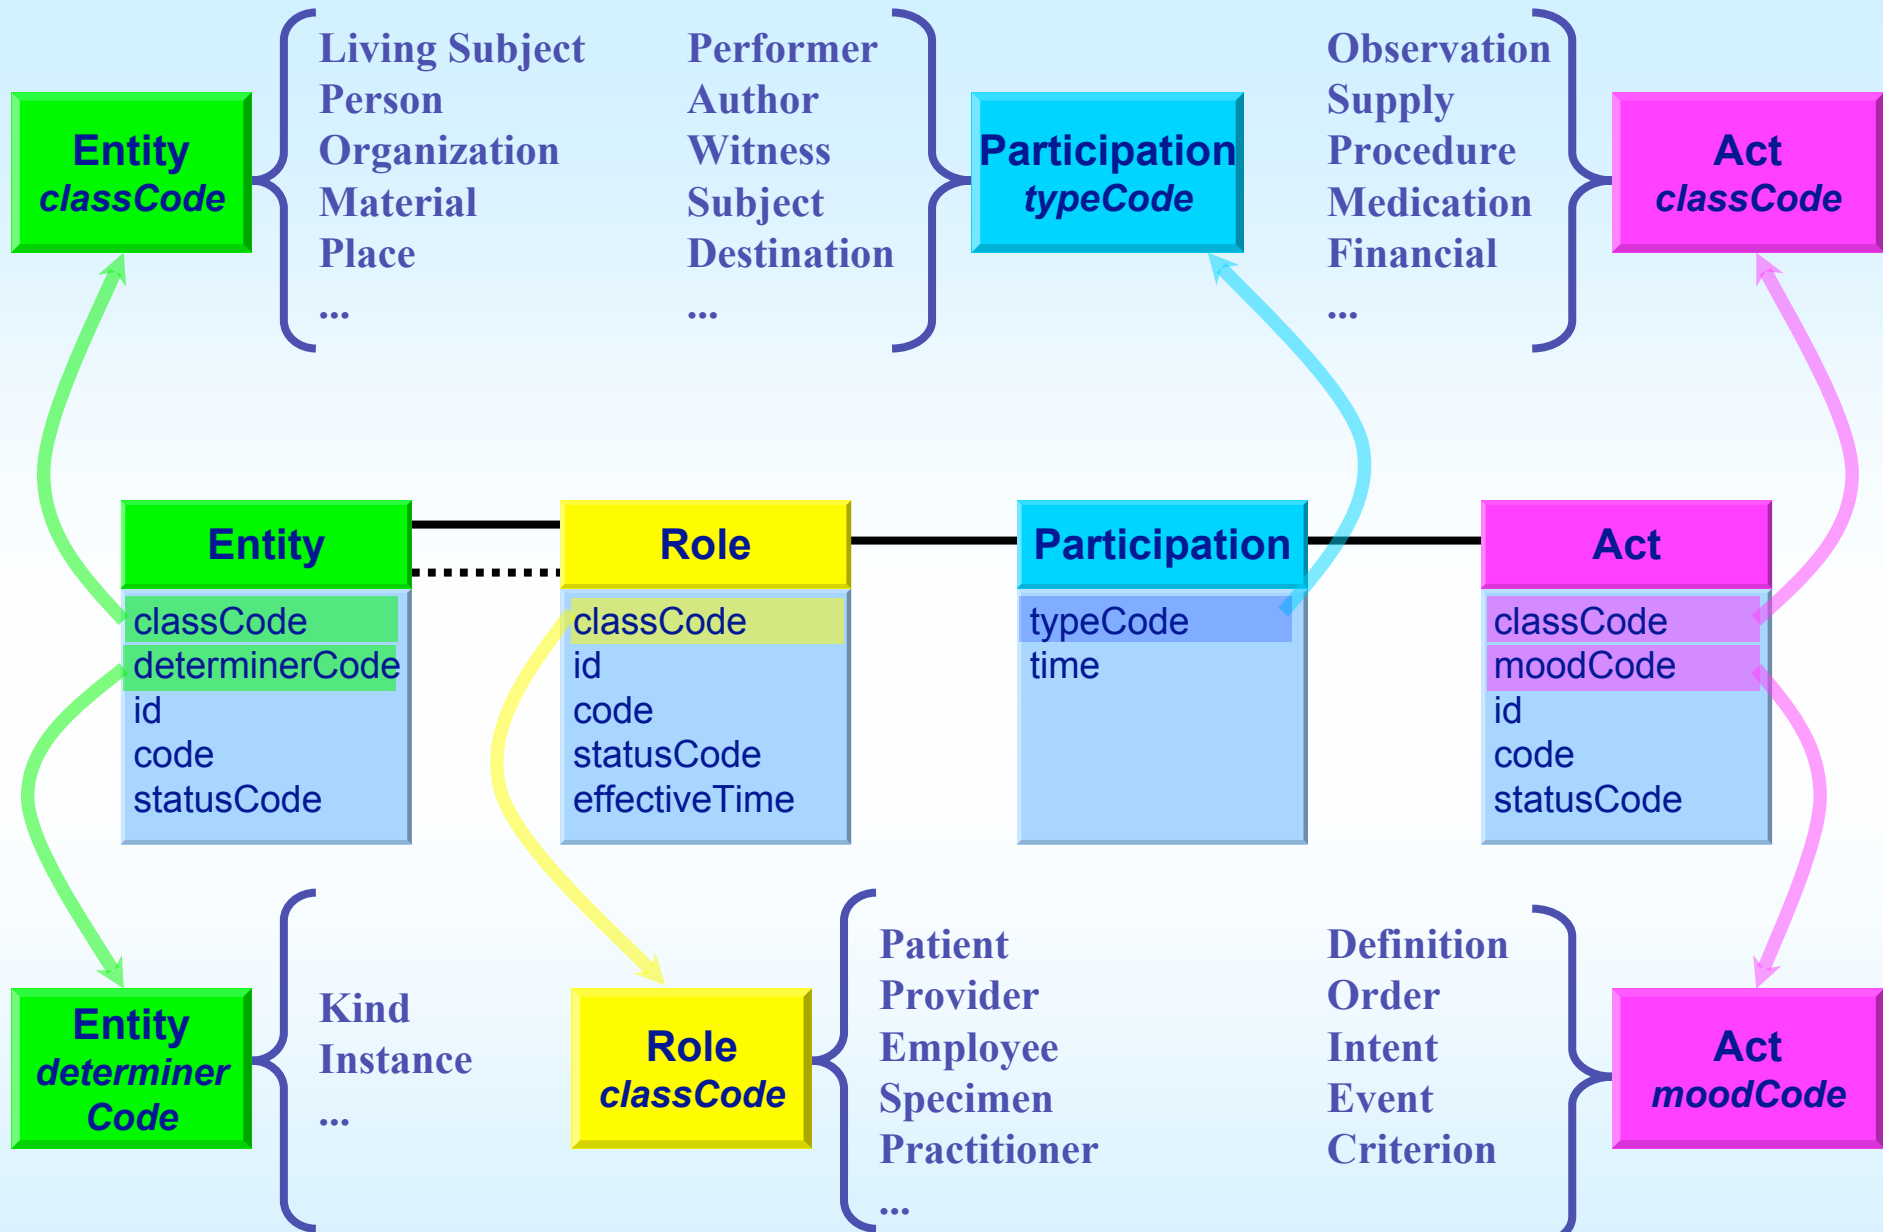 Entity
classCode
Living Subject
Person
Organization
Material
Place
...
Performer
Author
Witness
Subject
Destination
...
Participation
typeCode
Observation
Supply
Procedure
Medication
Financial
...
Act
classCode
Entity
classCode
determinerCode
id
code
statusCode
Role
classCode
id
code
statusCode
effectiveTime
Participation
typeCode
time
Act
classCode
moodCode
id
code
statusCode
Entity
determiner
Code
Kind
Instance
...
Role
classCode
Patient
Provider
Employee
Specimen
Practitioner
...
Definition
Order
Intent
Event
Criterion
Act
moodCode